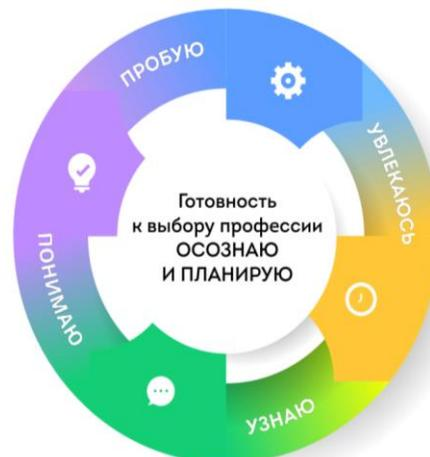 ПРОБУЮ
УВЛЕКАЮСЬ
Готовность
к выбору профессии
ОСОЗНАЮ
И ПЛАНИРУЮ
ПОНИМАЮ
УЗНАЮ